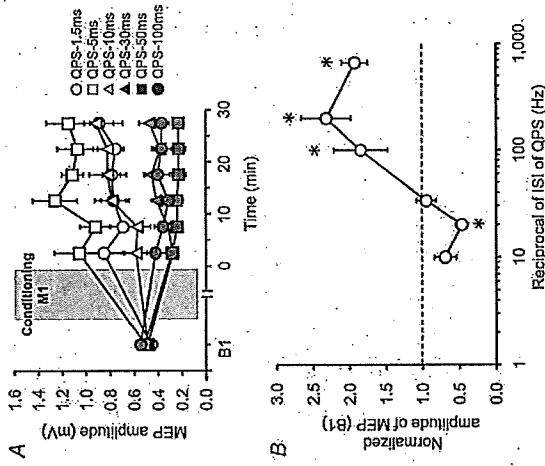 A
MEP amplitude (mV)
1.6
1.4
1.2
1.0
0.8
0.6
0.4
0.2
0.0
Conditioning
M1
B1
0
10
20
30
Time (min)
QPS-1.5ms
QPS-5ms
QPS-10ms
QPS-30ms
QPS-50ms
QPS-100ms
B
Normalized
amplitude of MEP (B1)
3.0
2.5
2.0
1.5
1.0
0.5
0.0
*
*
*
*
1
10
100
1,000
Reciprocal of ISI of QPS (Hz)